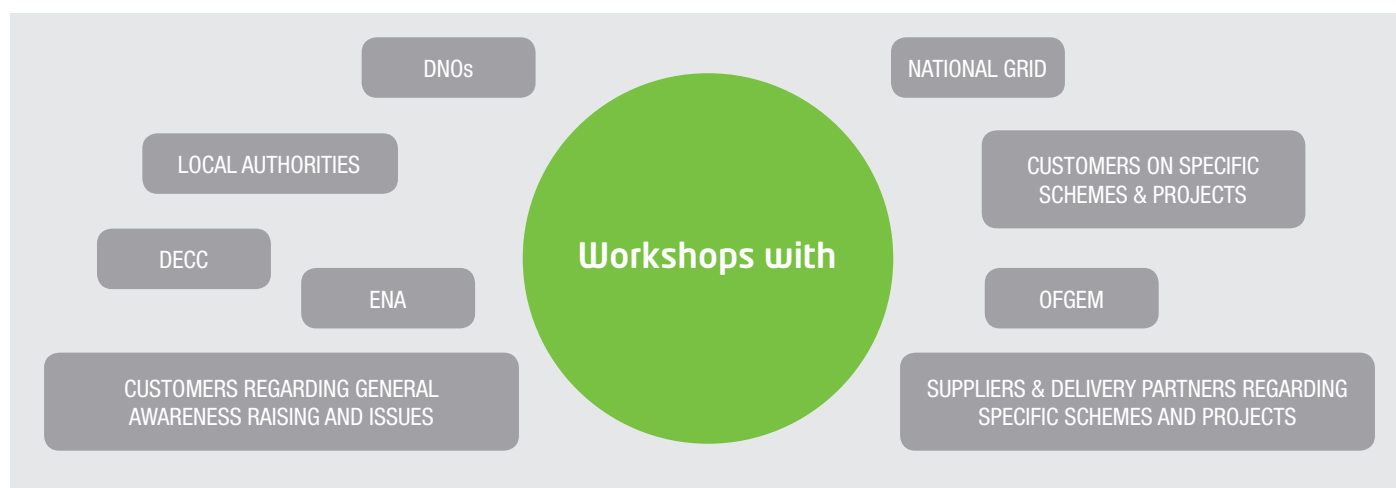 DNOs
NATIONAL GRID
LOCAL AUTHORITIES
CUSTOMERS ON SPECIFIC
SCHEMES & PROJECTS
Workshops with
DECC
ENA
OFGEM
CUSTOMERS REGARDING GENERAL
AWARENESS RAISING AND ISSUES
SUPPLIERS & DELIVERY PARTNERS REGARDING
SPECIFIC SCHEMES AND PROJECTS